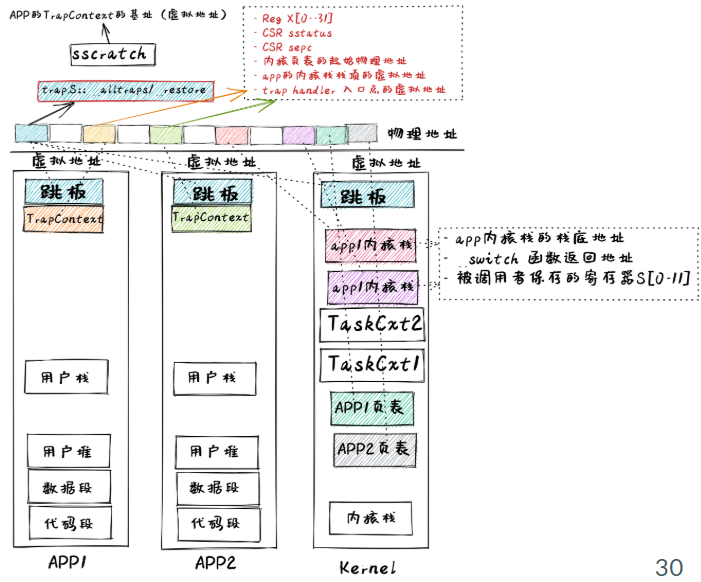 APP的TrapContext的基址（虚拟地址）
sscratch
trap.S:: __alltraps/__restore
- Reg X[0--31]
- CSR sstatus
- CSR sepc
- 内核页表的起始物理地址
- app的内核栈栈顶的虚拟地址
- trap handler 入口点的虚拟地址
物理地址
虚拟地址
虚拟地址
虚拟地址
跳板
TrapContext
用户栈
用户堆
数据段
代码段
APP1
跳板
TrapContext
用户栈
用户堆
数据段
代码段
APP2
跳板
app1内核栈
app1内核栈
TaskCxt2
TaskCxt1
APP1页表
APP2页表
内核栈
Kernel
- app内核栈的栈底地址
- __switch 函数返回地址
- 被调用者保存的寄存器S[0-11]
30